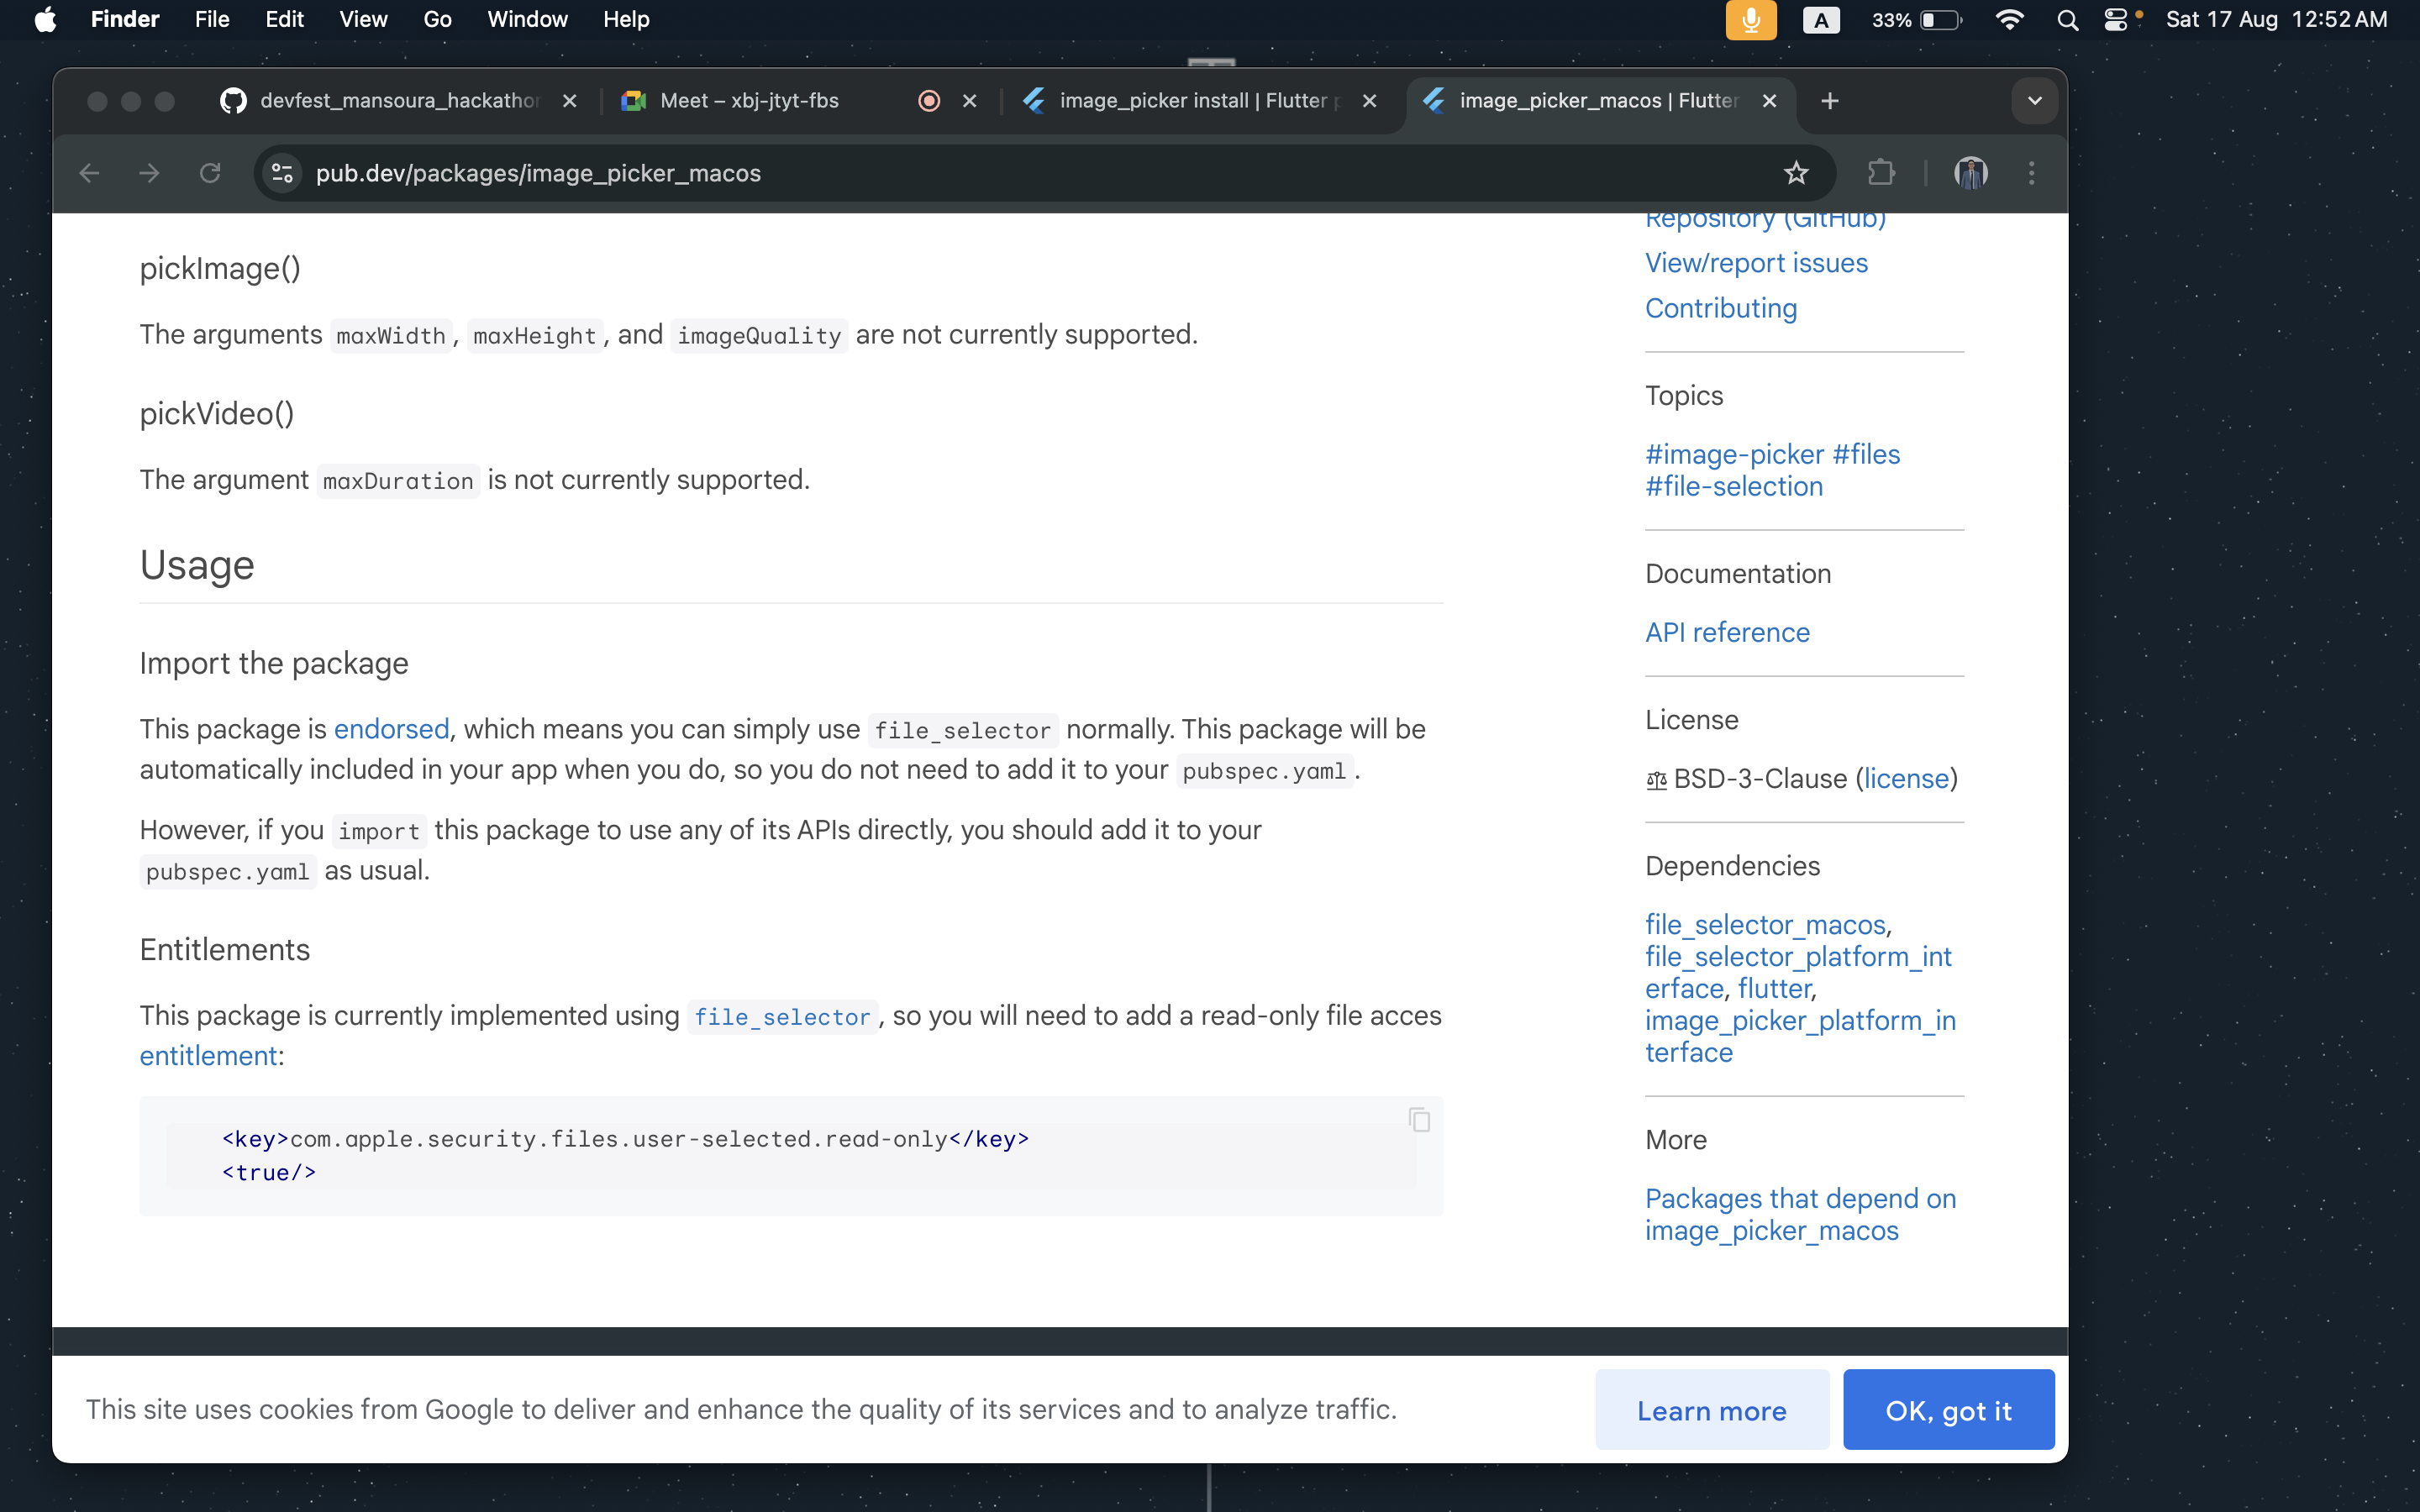 Finder File Edit View Go Window Help
A 33% Sat 17 Aug 12:52 AM
devfest_mansoura_hackathon
Meet – xbj-jtyt-fbs
image_picker install | Flutter p
image_picker_macos | Flutter
pub.dev/packages/image_picker_macos
pickImage()
The arguments maxWidth, maxHeight, and imageQuality are not currently supported.
pickVideo()
The argument maxDuration is not currently supported.
Usage
Import the package
This package is endorsed, which means you can simply use file_selector normally. This package will be
automatically included in your app when you do, so you do not need to add it to your pubspec.yaml.
However, if you import this package to use any of its APIs directly, you should add it to your
pubspec.yaml as usual.
Entitlements
This package is currently implemented using file_selector, so you will need to add a read-only file acces
entitlement:
<key>com.apple.security.files.user-selected.read-only</key>
<true/>
Repository (GitHub)
View/report issues
Contributing
Topics
#image-picker #files
#file-selection
Documentation
API reference
License
BSD-3-Clause (license)
Dependencies
file_selector_macos,
file_selector_platform_int
erface, flutter,
image_picker_platform_in
terface
More
Packages that depend on
image_picker_macos
This site uses cookies from Google to deliver and enhance the quality of its services and to analyze traffic.
Learn more
OK, got it